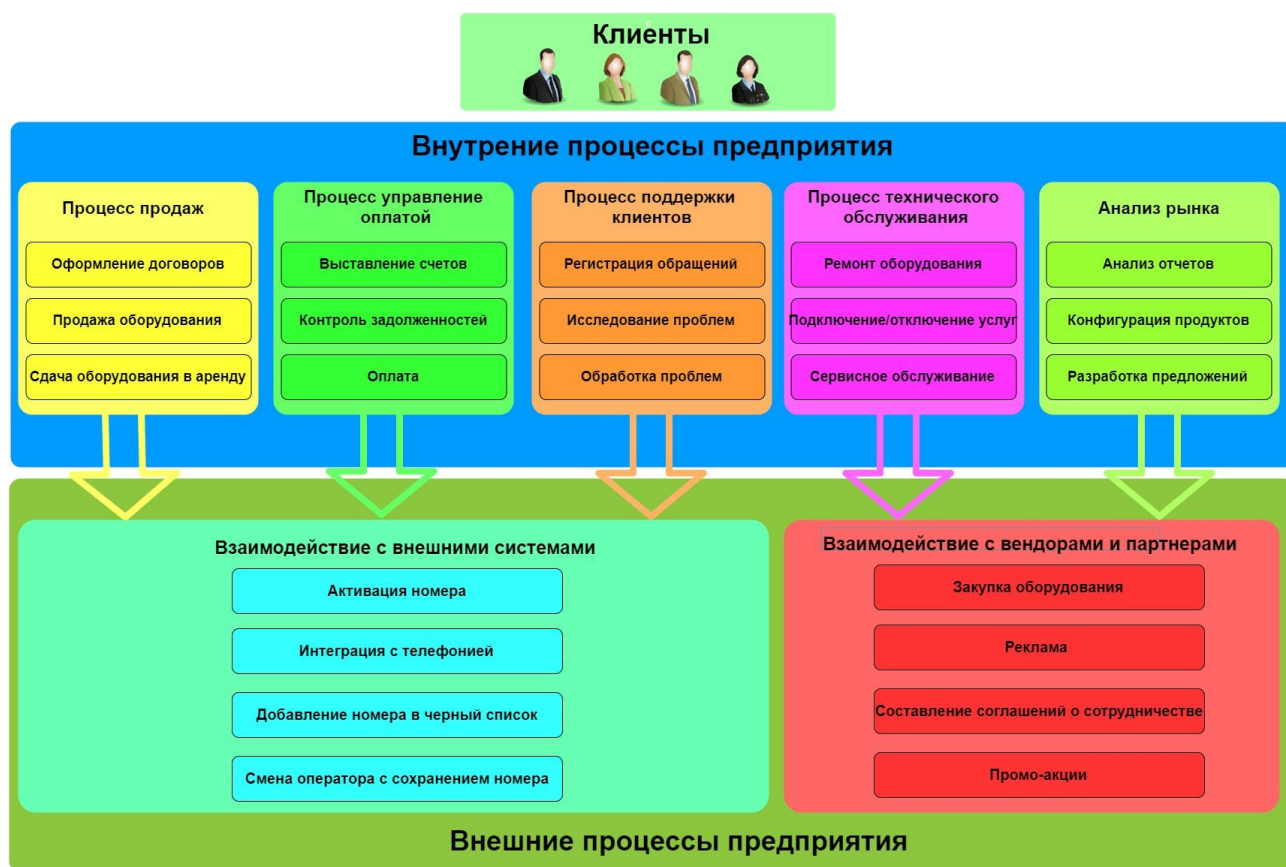 Клиенты
Внутрение процессы предприятия
Процесс продаж
Оформление договоров
Продажа оборудования
Сдача оборудования в аренду
Процесс управление
оплатой
Выставление счетов
Контроль задолженностей
Оплата
Процесс поддержки
клиентов
Регистрация обращений
Исследование проблем
Обработка проблем
Процесс технического
обслуживания
Ремонт оборудования
Подключение/отключение услуг
Сервисное обслуживание
Анализ рынка
Анализ отчетов
Конфигурация продуктов
Разработка предложений
Взаимодействие с внешними системами
Активация номера
Интеграция с телефонией
Добавление номера в черный список
Смена оператора с сохранением номера
Взаимодействие с вендорами и партнерами
Закупка оборудования
Реклама
Составление соглашений о сотрудничестве
Промо-акции
Внешние процессы предприятия